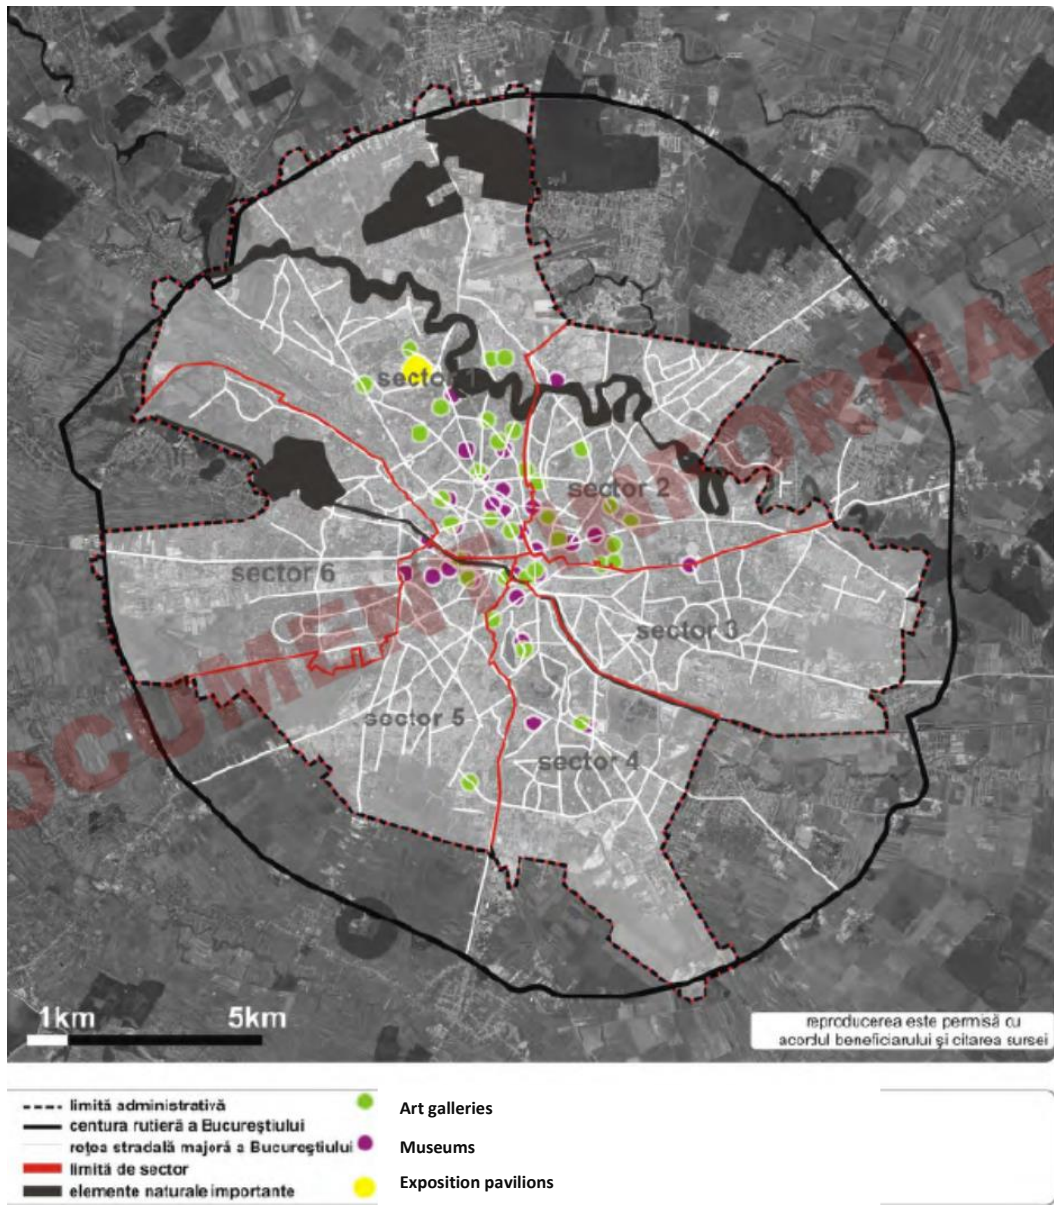 DOCUMENT INFORMAR
sector 1
sector 2
sector 6
sector 3
sector 5
sector 4
1km 5km
reproducerea este permisă cu
acordul beneficiarului și citarea sursei
limită administrativă
centura rutieră a Bucureștiului
rețea stradală majoră a Bucureștiului
limită de sector
elemente naturale importante
Art galleries
Museums
Exposition pavilions